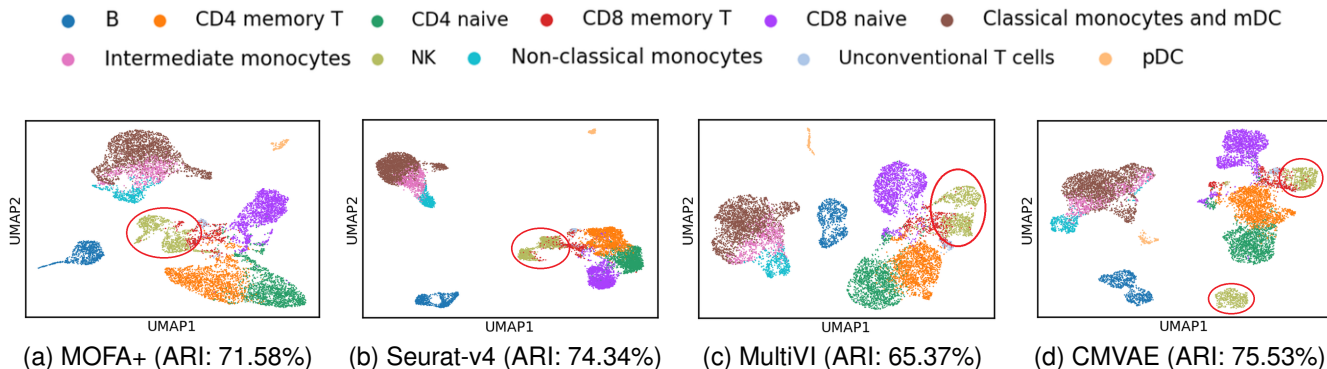 B CD4 memory T CD4 naive CD8 memory T CD8 naive Classical monocytes and mDC
Intermediate monocytes NK Non-classical monocytes Unconventional T cells pDC
UMAP2 UMAP2 UMAP2 UMAP2
UMAP1 UMAP1 UMAP1 UMAP1
(a) MOFA+ (ARI: 71.58%) (b) Seurat-v4 (ARI: 74.34%) (c) MultiVI (ARI: 65.37%) (d) CMVAE (ARI: 75.53%)